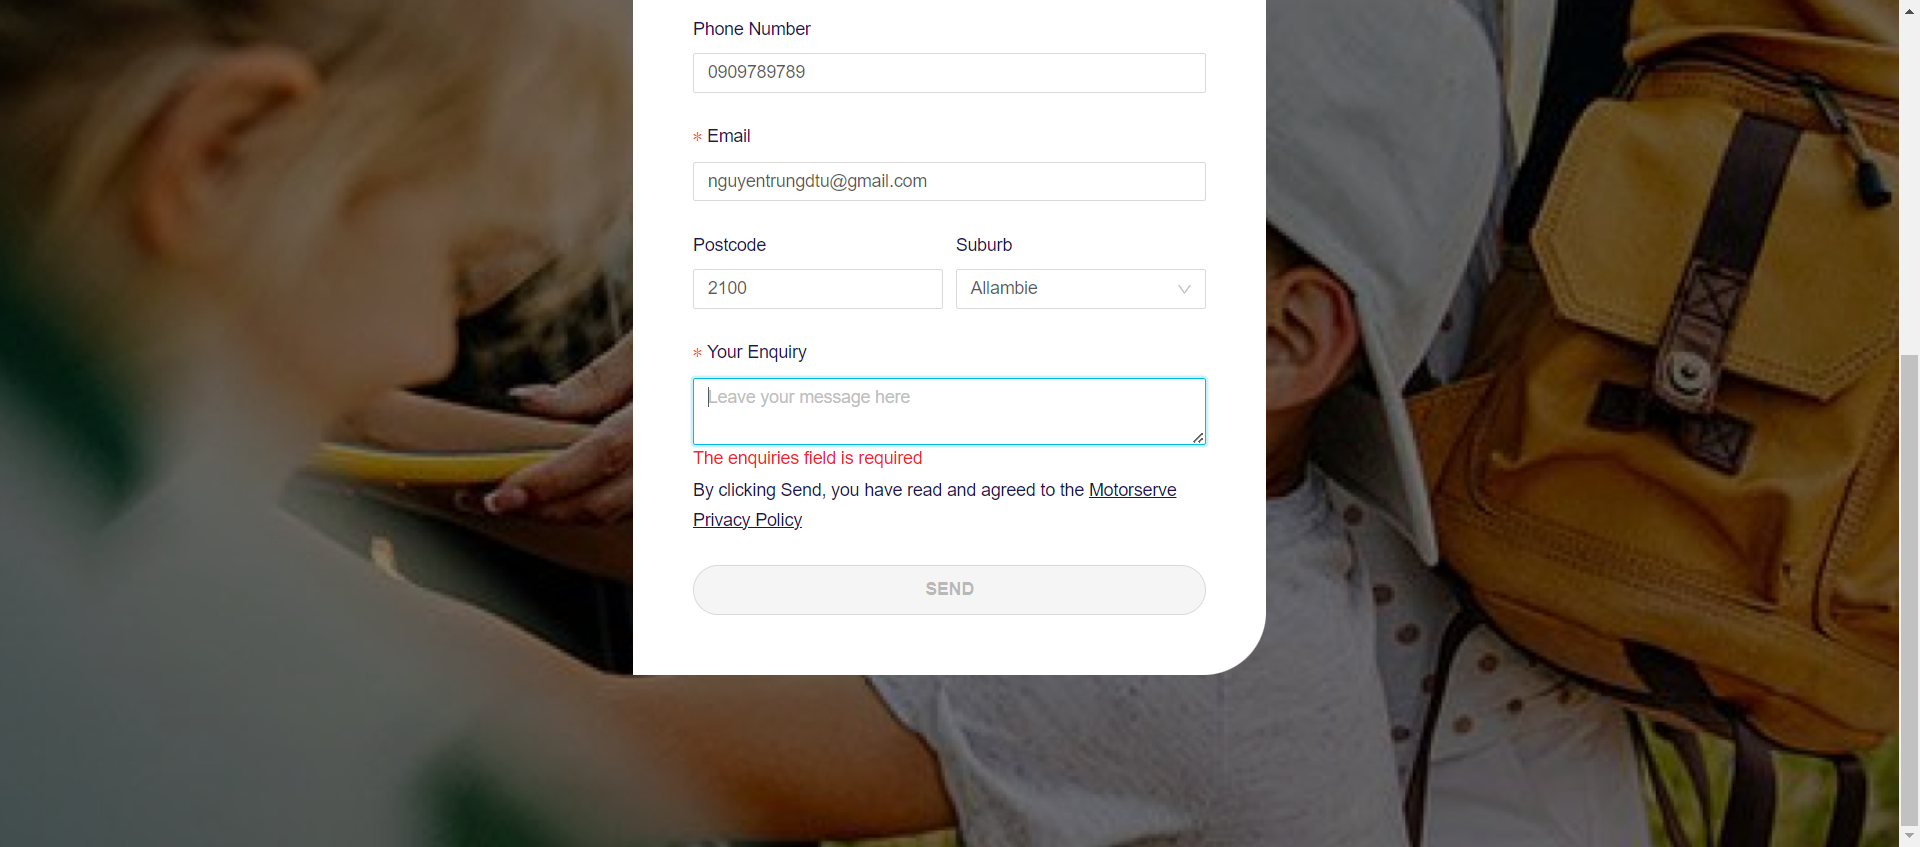 Phone Number
0909789789
* Email
nguyentrungdtu@gmail.com
Postcode
Suburb
2100
Allambie
* Your Enquiry
Leave your message here
The enquiries field is required
By clicking Send, you have read and agreed to the Motorserve
Privacy Policy
SEND